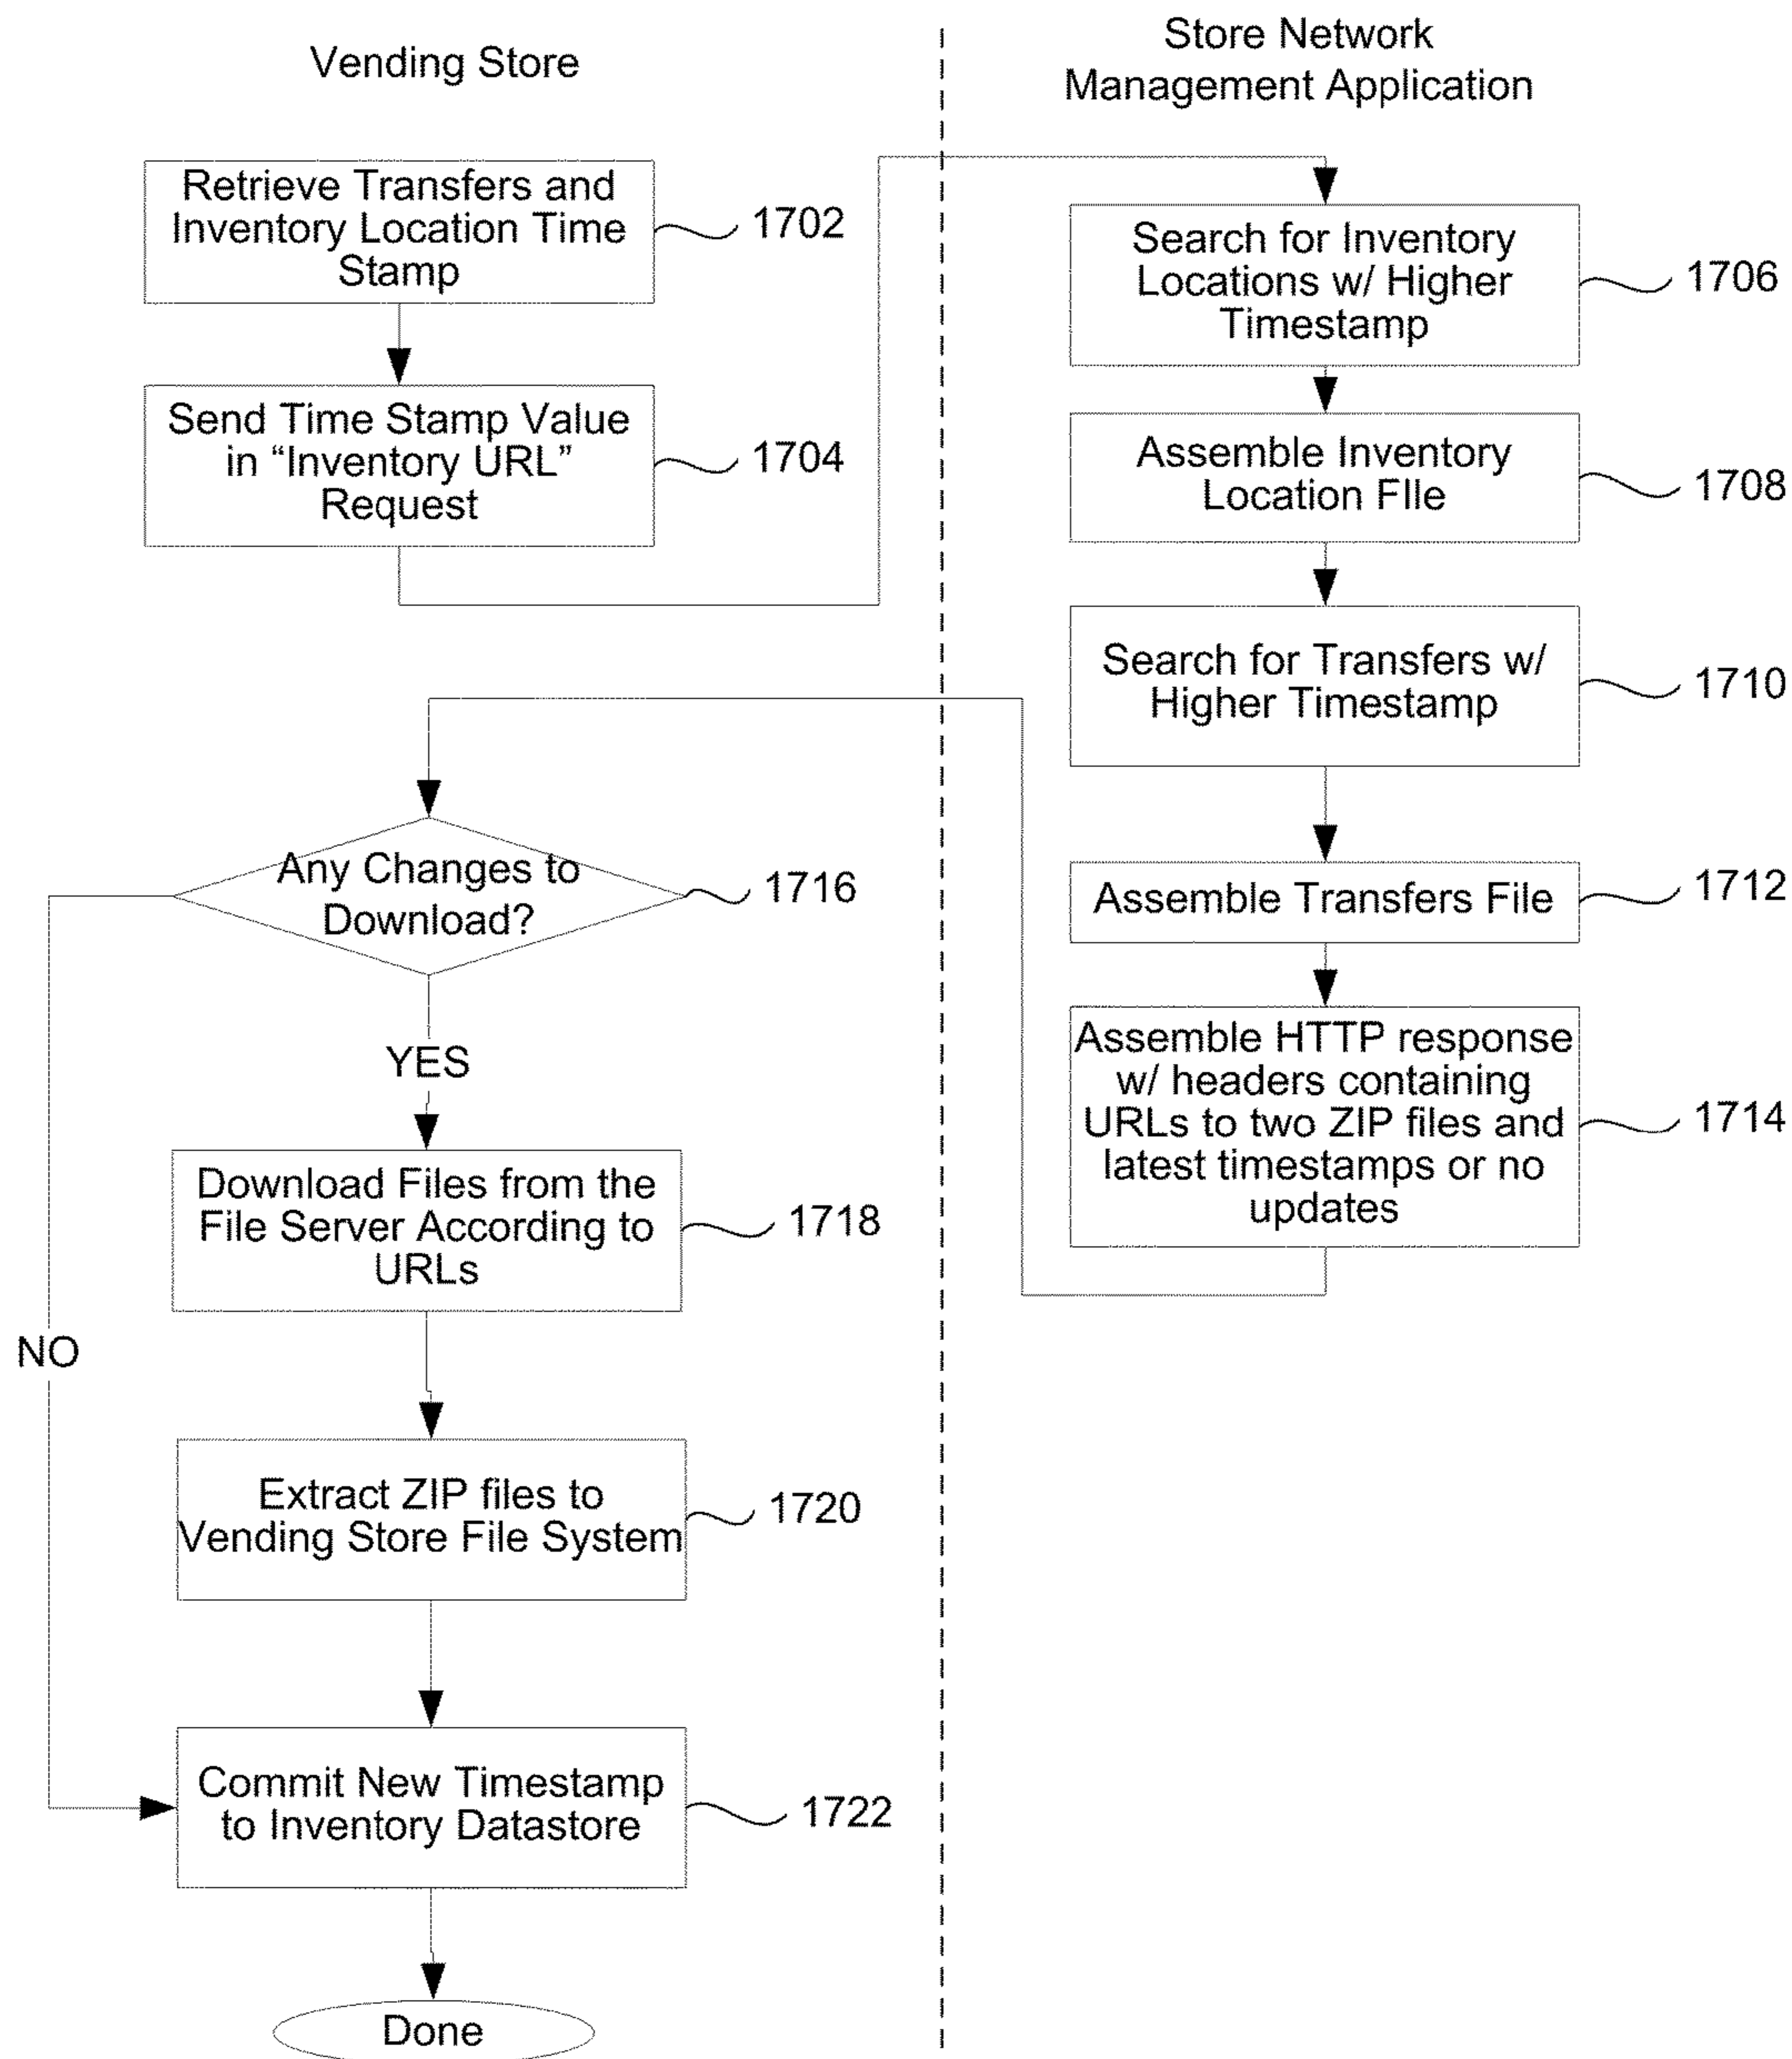 Vending Store
Store Network
Management Application
Retrieve Transfers and
Inventory Location Time
Stamp
1702
Send Time Stamp Value
in “Inventory URL”
Request
1704
Search for Inventory
Locations w/ Higher
Timestamp
1706
Assemble Inventory
Location FIle
1708
Search for Transfers w/
Higher Timestamp
1710
Assemble Transfers File
1712
Assemble HTTP response
w/ headers containing
URLs to two ZIP files and
latest timestamps or no
updates
1714
Any Changes to
Download?
1716
YES
NO
Download Files from the
File Server According to
URLs
1718
Extract ZIP files to
Vending Store File System
1720
Commit New Timestamp
to Inventory Datastore
1722
Done